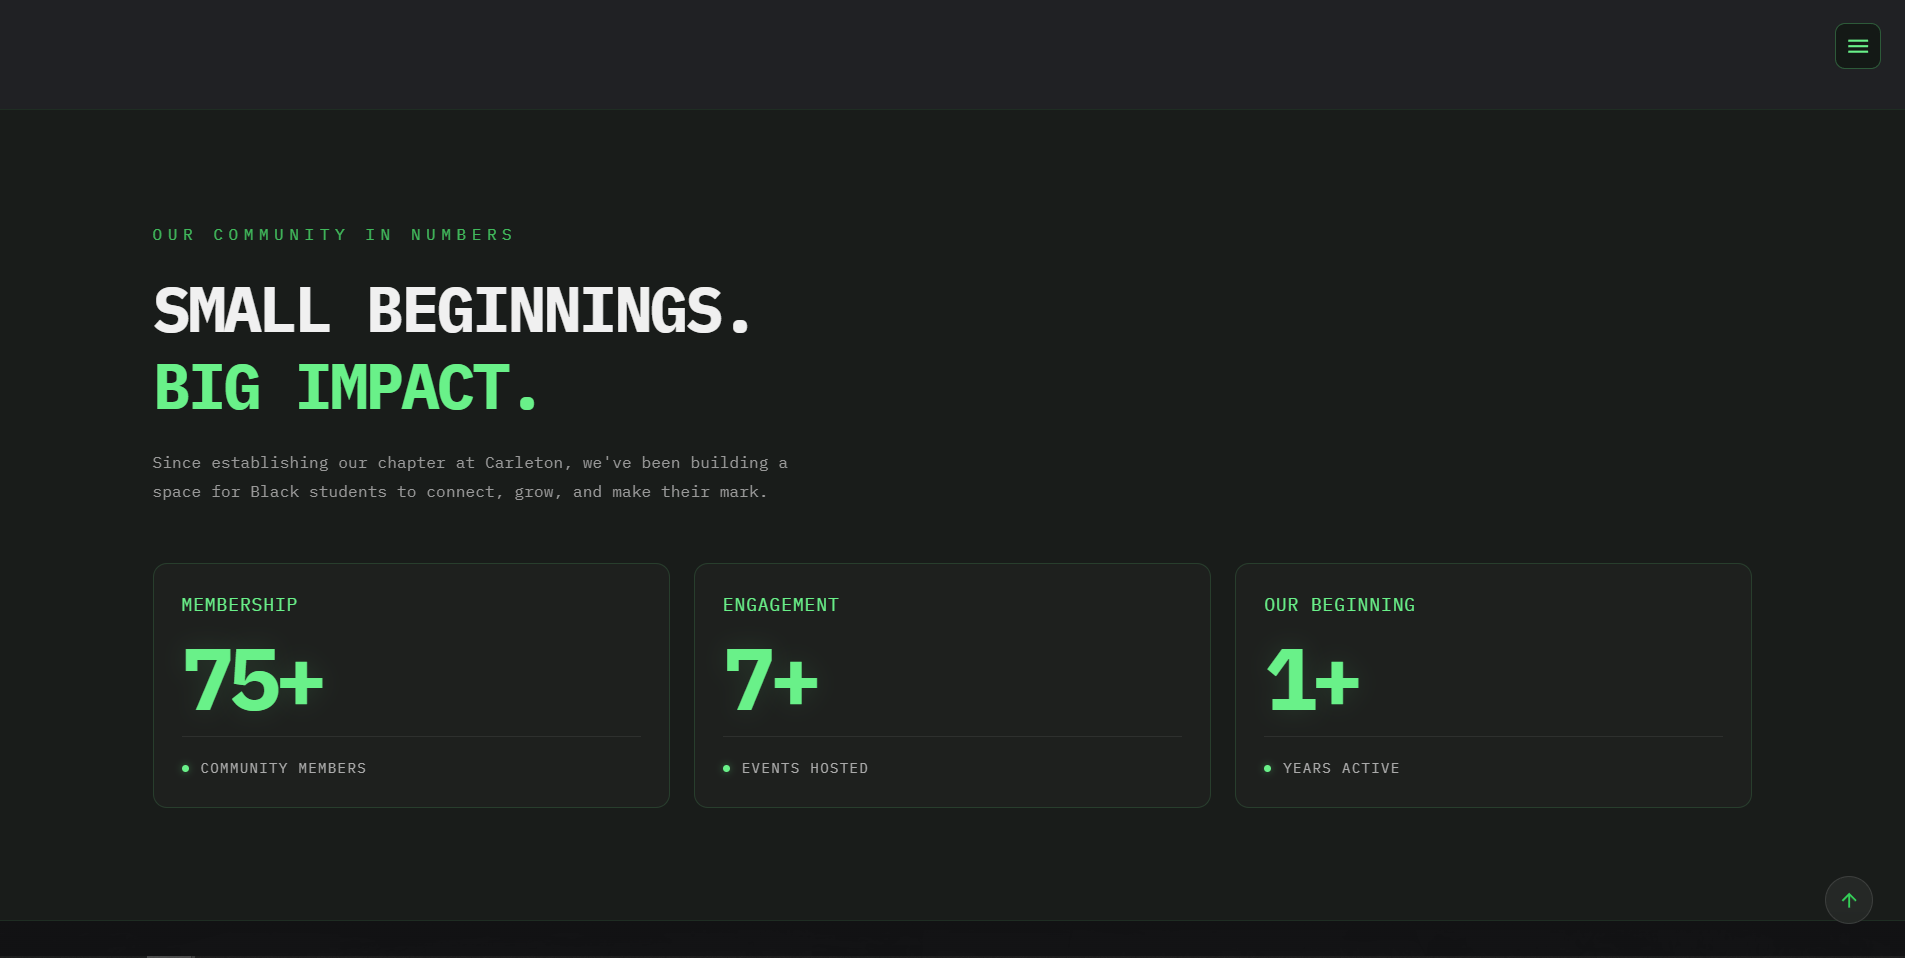 OUR COMMUNITY IN NUMBERS
SMALL BEGINNINGS.
BIG IMPACT.
Since establishing our chapter at Carleton, we've been building a
space for Black students to connect, grow, and make their mark.
MEMBERSHIP
75+
COMMUNITY MEMBERS
ENGAGEMENT
7+
EVENTS HOSTED
OUR BEGINNING
1+
YEARS ACTIVE